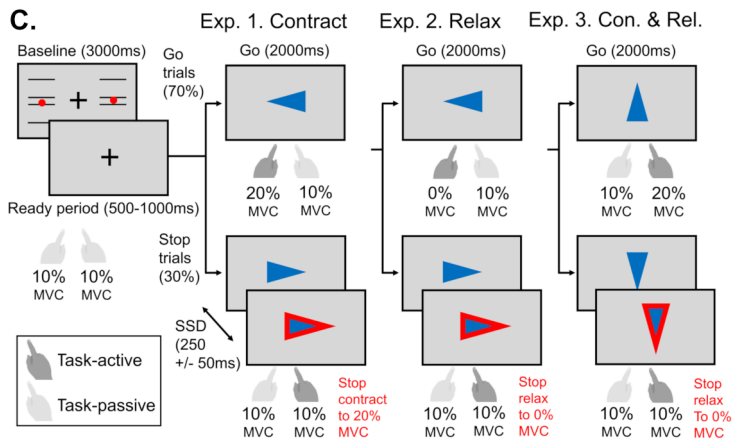 C.
Exp. 1. Contract
Exp. 2. Relax
Exp. 3. Con. & Rel.
Baseline (3000ms)
Go
trials
(70%)
Go (2000ms)
Go (2000ms)
Go (2000ms)
20%
MVC
10%
MVC
0%
MVC
10%
MVC
10%
MVC
20%
MVC
Ready period (500-1000ms)
10%
MVC
10%
MVC
Stop
trials
(30%)
SSD
(250
+/- 50ms)
Task-active
Task-passive
10%
MVC
10%
MVC
Stop
contract
to 20%
MVC
10%
MVC
10%
MVC
Stop
relax
to 0%
MVC
10%
MVC
10%
MVC
Stop
relax
To 0%
MVC